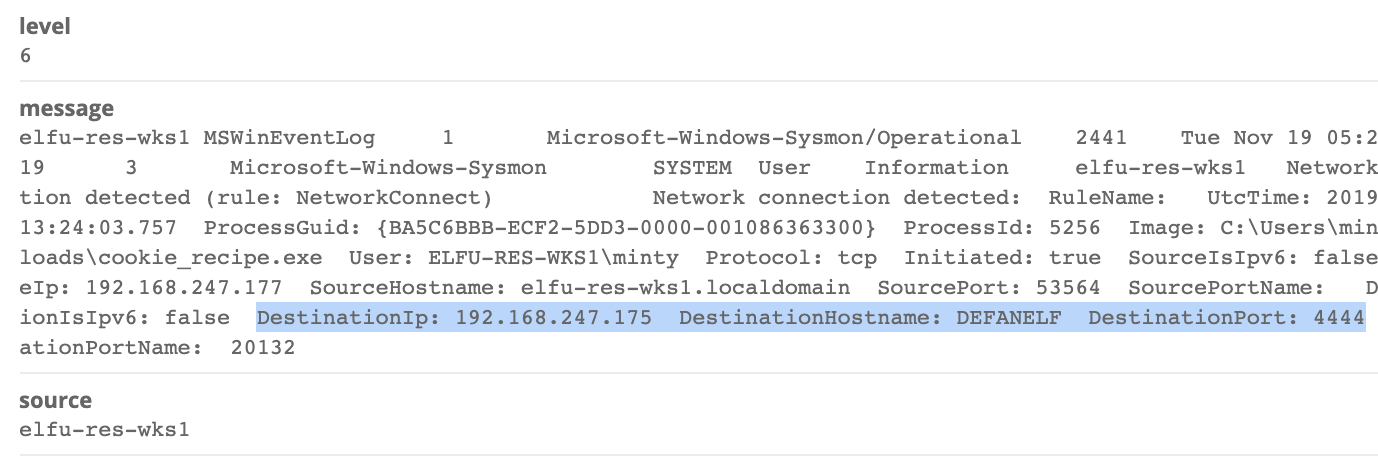 level
6
message
elfu-res-wks1 MSWinEventLog 1 Microsoft-Windows-Sysmon/Operational 2441 Tue Nov 19 05:2
19 3 Microsoft-Windows-Sysmon SYSTEM User Information elfu-res-wks1 Network
tion detected (rule: NetworkConnect) Network connection detected: RuleName: UtcTime: 2019
13:24:03.757 ProcessGuid: {BA5C6BBB-ECF2-5DD3-0000-001086363300} ProcessId: 5256 Image: C:\Users\min
loads\cookie_recipe.exe User: ELFU-RES-WKS1\minty Protocol: tcp Initiated: true SourceIsIpv6: false
eIp: 192.168.247.177 SourceHostname: elfu-res-wks1.localdomain SourcePort: 53564 SourcePortName: D
ionIsIpv6: false DestinationIp: 192.168.247.175 DestinationHostname: DEFANELF DestinationPort: 4444
ationPortName: 20132
source
elfu-res-wks1